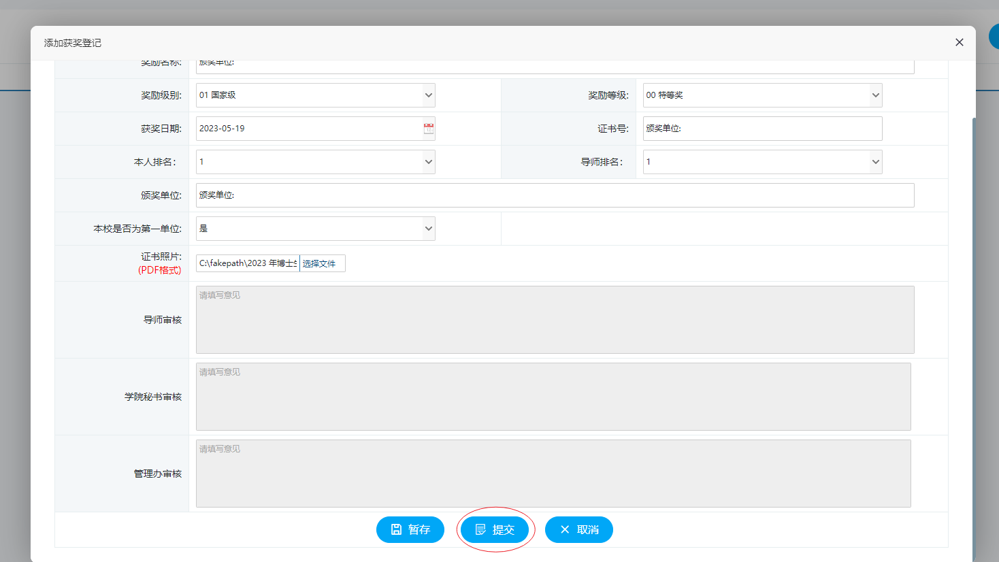 添加获奖登记
奖励名称: 颁奖单位:
奖励级别: 01 国家级 奖励等级: 00 特等奖
获奖日期: 2023-05-19 证书号: 颁奖单位:
本人排名： 1 导师排名： 1
颁奖单位: 颁奖单位:
本校是否为第一单位: 是
证书照片:
(PDF格式)
C:\fakepath\2023 年博士 选择文件
导师审核 请填写意见
学院秘书审核 请填写意见
管理办审核 请填写意见
暂存 提交 取消